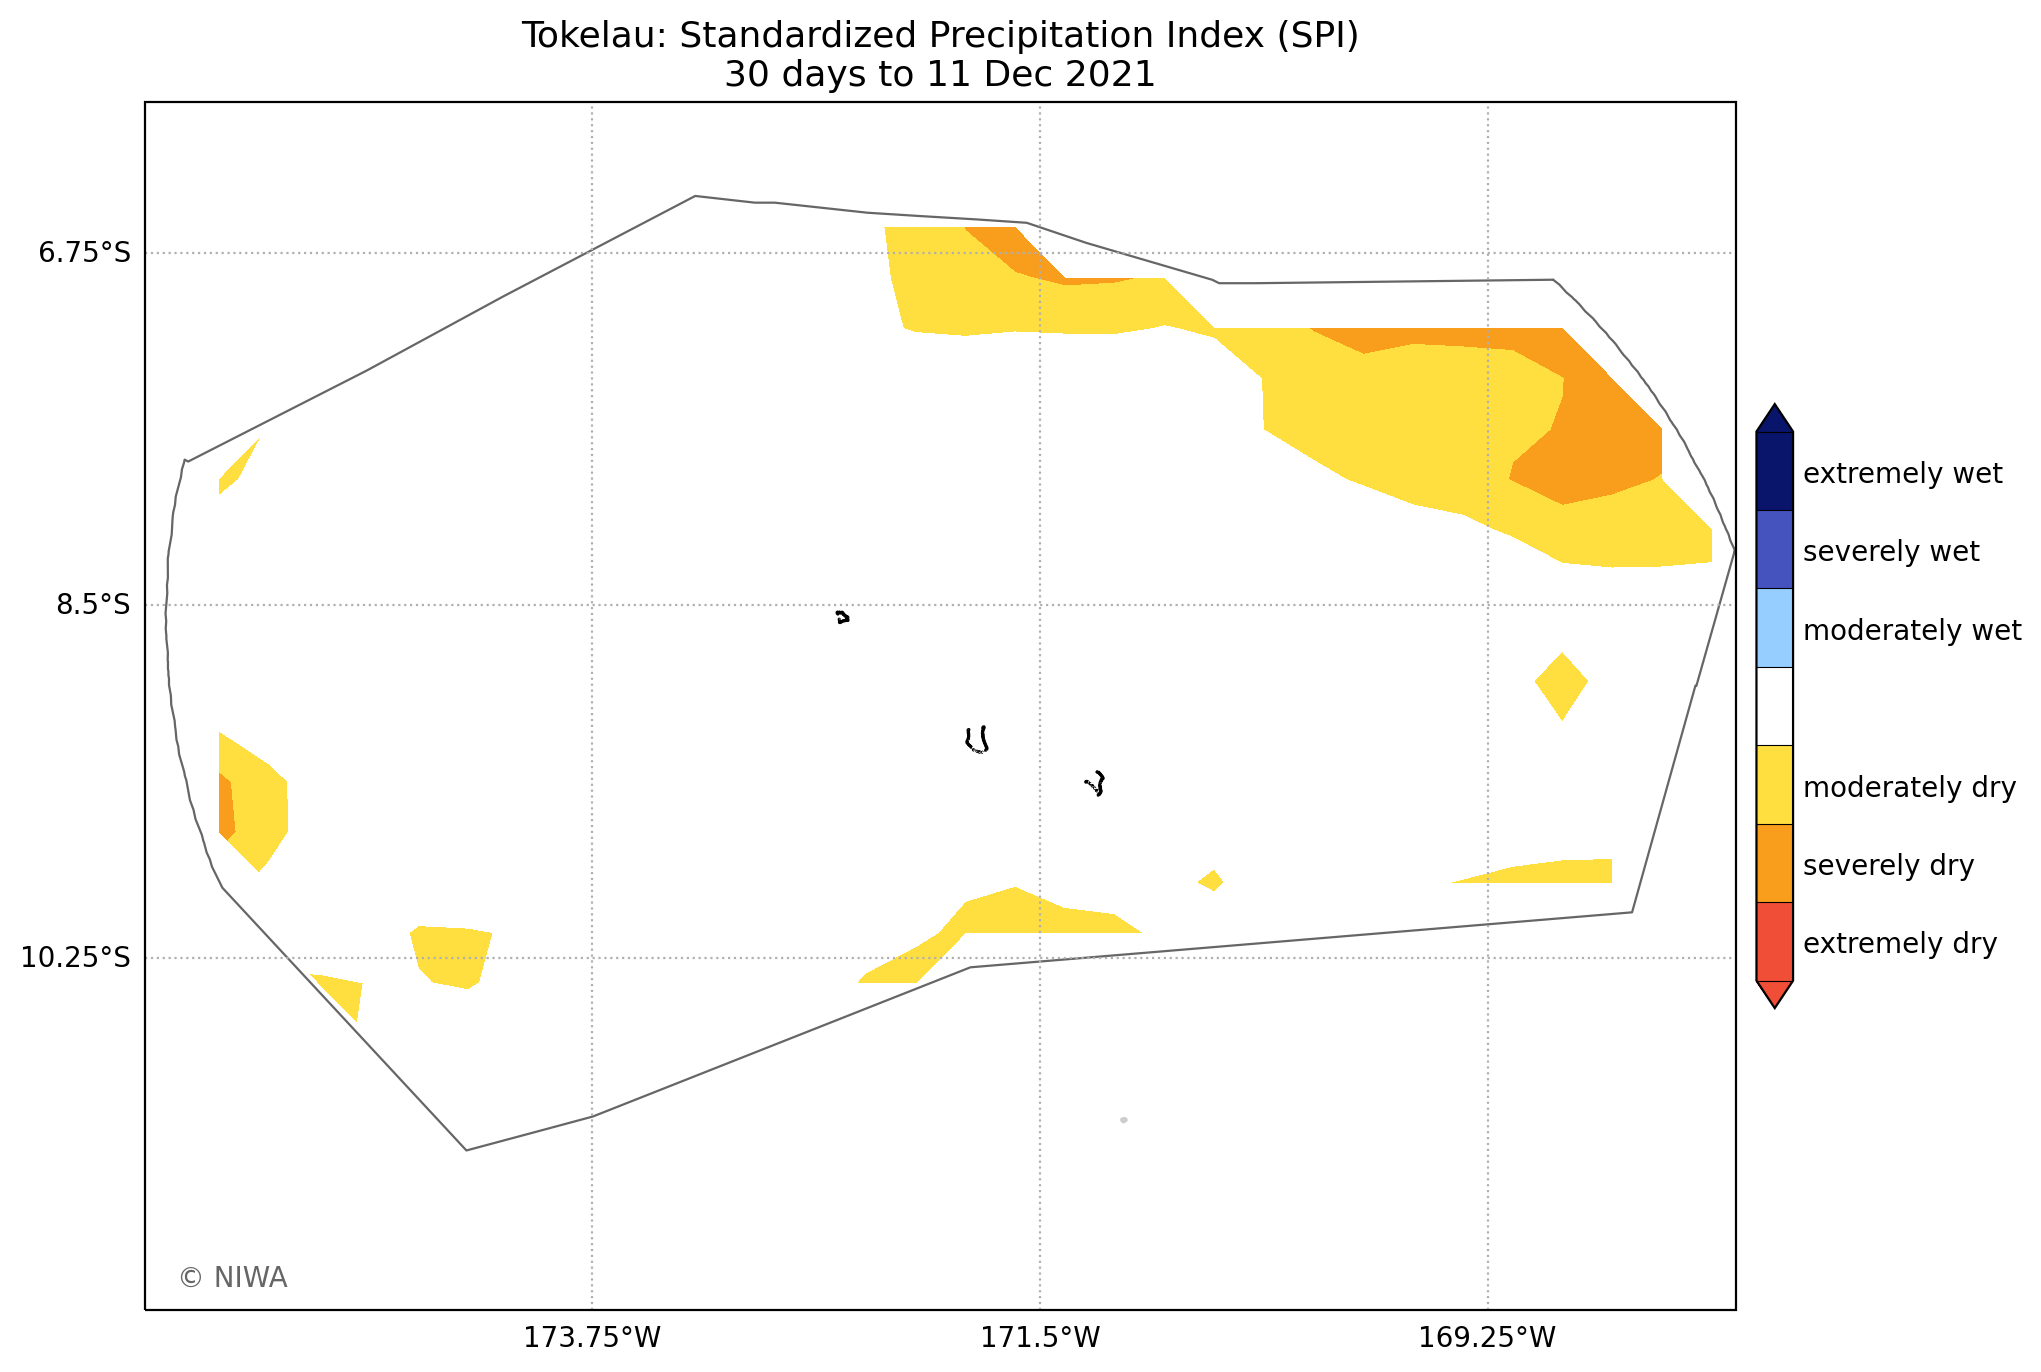 Tokelau: Standardized Precipitation Index (SPI)
30 days to 11 Dec 2021
6.75°S
8.5°S
10.25°S
173.75°W
171.5°W
169.25°W
extremely wet
severely wet
moderately wet
moderately dry
severely dry
extremely dry
© NIWA